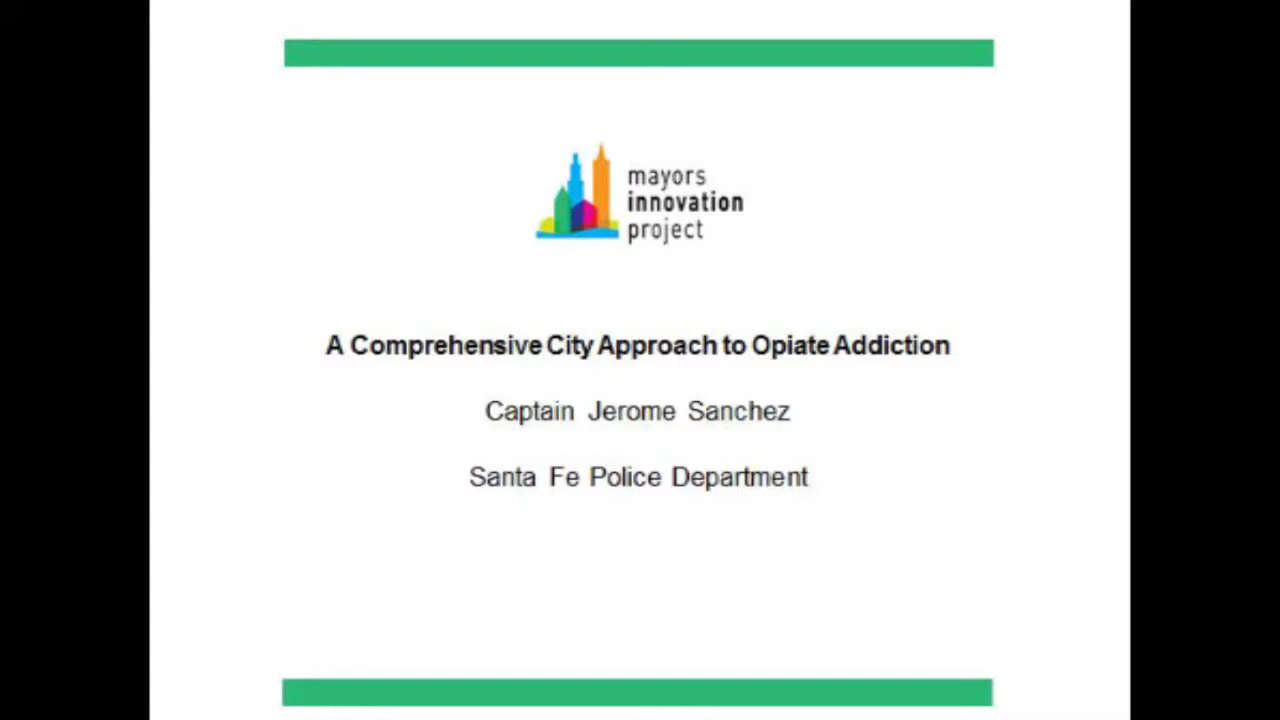 mayors
innovation
project
A Comprehensive City Approach to Opiate Addiction
Captain Jerome Sanchez
Santa Fe Police Department